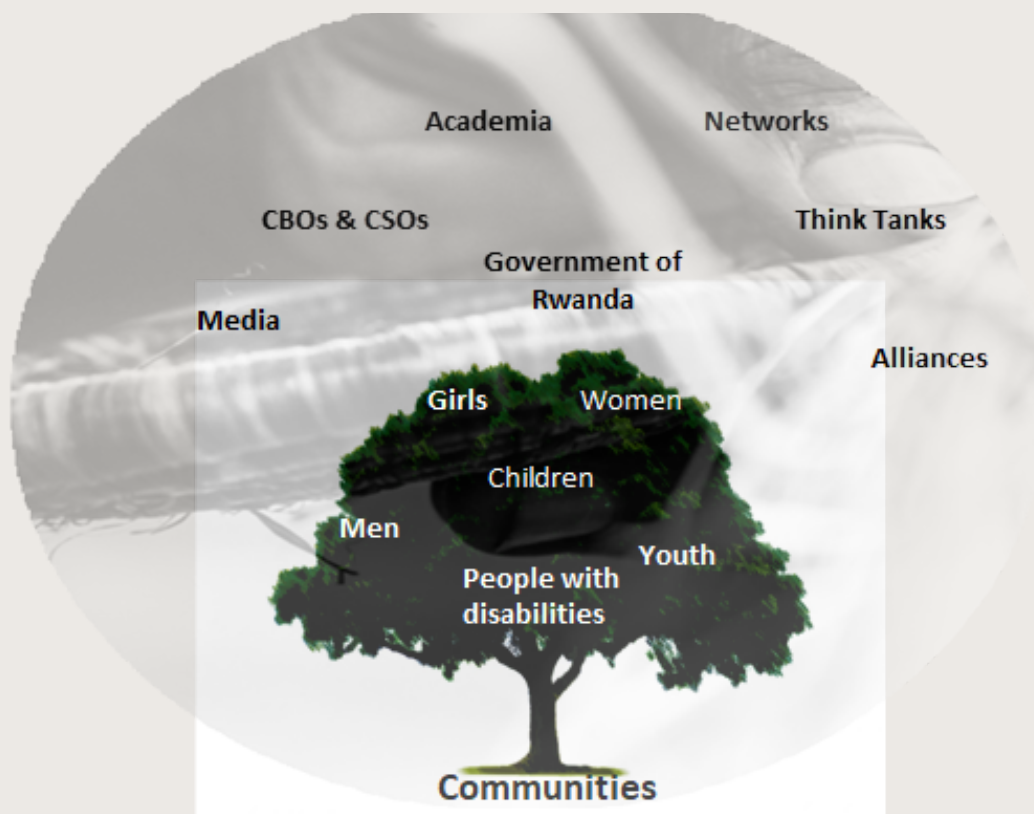 Academia
Networks
CBOs & CSOs
Think Tanks
Government of
Rwanda
Media
Alliances
Girls
Women
Children
Men
Youth
People with
disabilities
Communities